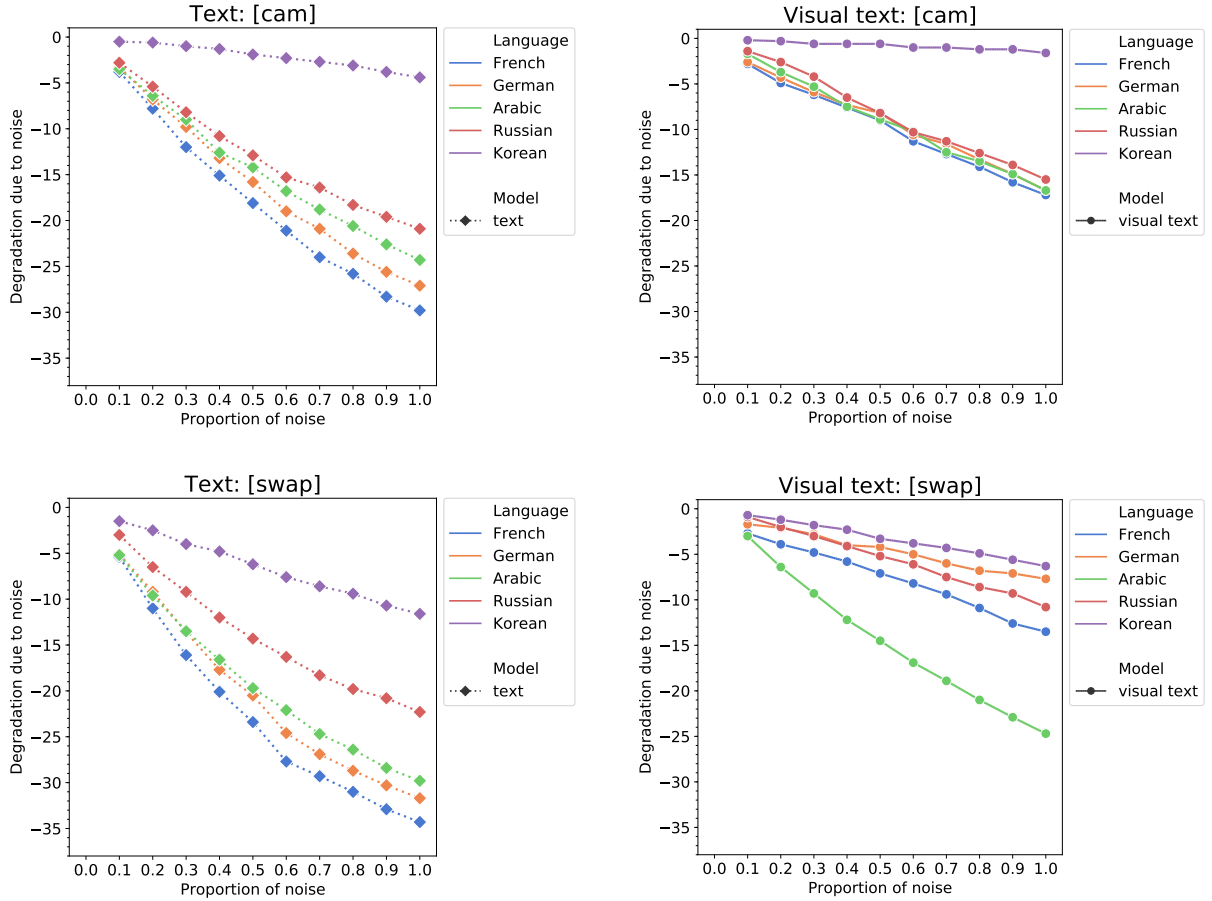 Text: [cam]
Degradation due to noise
0
−5
−10
−15
−20
−25
−30
−35
0.0 0.1 0.2 0.3 0.4 0.5 0.6 0.7 0.8 0.9 1.0
Proportion of noise
Language
French
German
Arabic
Russian
Korean
Model
text
Visual text: [cam]
Degradation due to noise
0
−5
−10
−15
−20
−25
−30
−35
0.0 0.1 0.2 0.3 0.4 0.5 0.6 0.7 0.8 0.9 1.0
Proportion of noise
Language
French
German
Arabic
Russian
Korean
Model
visual text
Text: [swap]
Degradation due to noise
0
−5
−10
−15
−20
−25
−30
−35
0.0 0.1 0.2 0.3 0.4 0.5 0.6 0.7 0.8 0.9 1.0
Proportion of noise
Language
French
German
Arabic
Russian
Korean
Model
text
Visual text: [swap]
Degradation due to noise
0
−5
−10
−15
−20
−25
−30
−35
0.0 0.1 0.2 0.3 0.4 0.5 0.6 0.7 0.8 0.9 1.0
Proportion of noise
Language
French
German
Arabic
Russian
Korean
Model
visual text